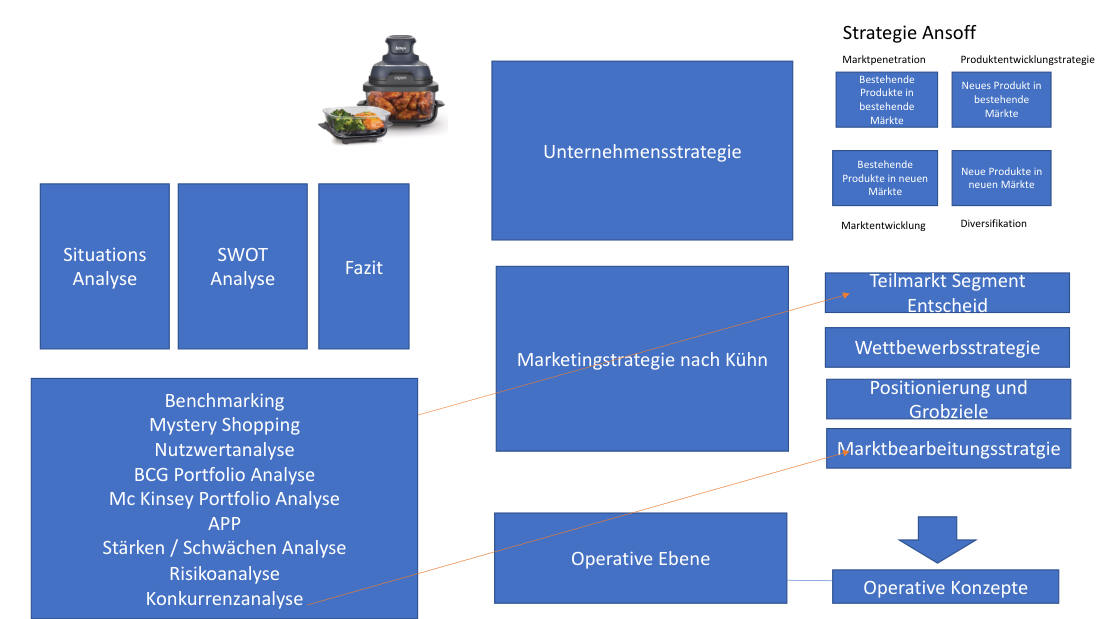 Strategie Ansoff
Marktpenetration
Produktentwicklungstrategie
Bestehende
Produkte in
bestehende
Märkte
Neues Produkt in
bestehende
Märkte
Bestehende
Produkte in neuen
Märkte
Neue Produkte in
neuen Märkte
Marktentwicklung
Diversifikation
Unternehmensstrategie
Situations
Analyse
SWOT
Analyse
Fazit
Marketingstrategie nach Kühn
Teilmarkt Segment
Entscheid
Wettbewerbsstrategie
Positionierung und
Grobziele
Marktbearbeitungsstratgie
Benchmarking
Mystery Shopping
Nutzwertanalyse
BCG Portfolio Analyse
Mc Kinsey Portfolio Analyse
APP
Stärken / Schwächen Analyse
Risikoanalyse
Konkurrenzanalyse
Operative Ebene
Operative Konzepte